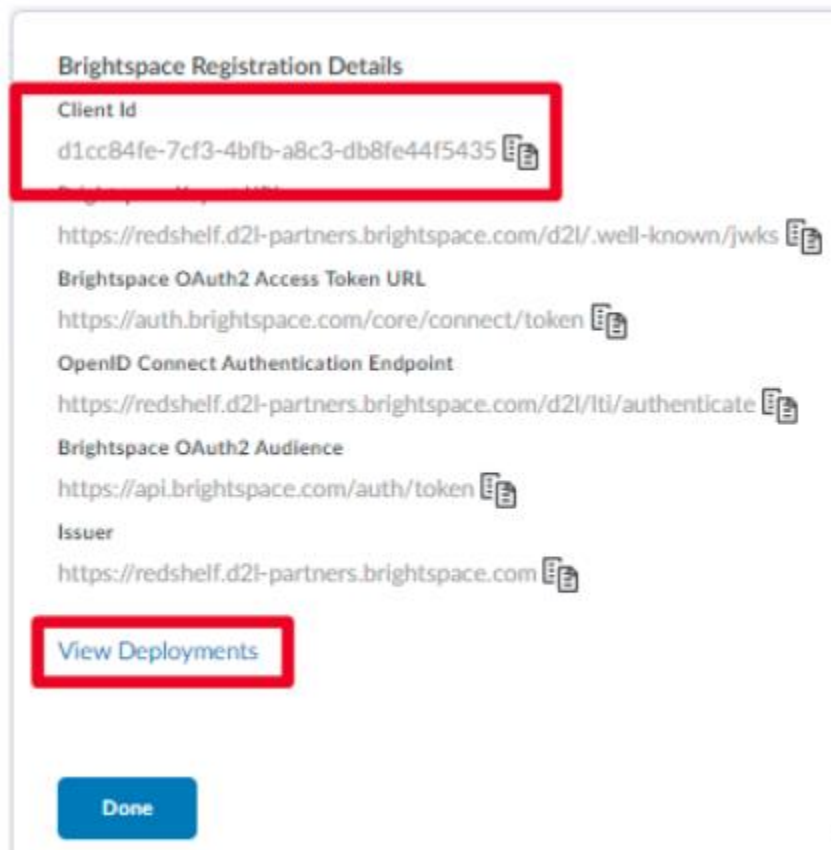 Brightspace Registration Details
Client Id
d1cc84fe-7cf3-4bfb-a8c3-db8fe44f5435
https://redshelf.d2l-partners.brightspace.com/d2l/.well-known/jwks
Brightspace OAuth2 Access Token URL
https://auth.brightspace.com/core/connect/token
OpenID Connect Authentication Endpoint
https://redshelf.d2l-partners.brightspace.com/d2l/lti/authenticate
Brightspace OAuth2 Audience
https://api.brightspace.com/auth/token
Issuer
https://redshelf.d2l-partners.brightspace.com
View Deployments
Done